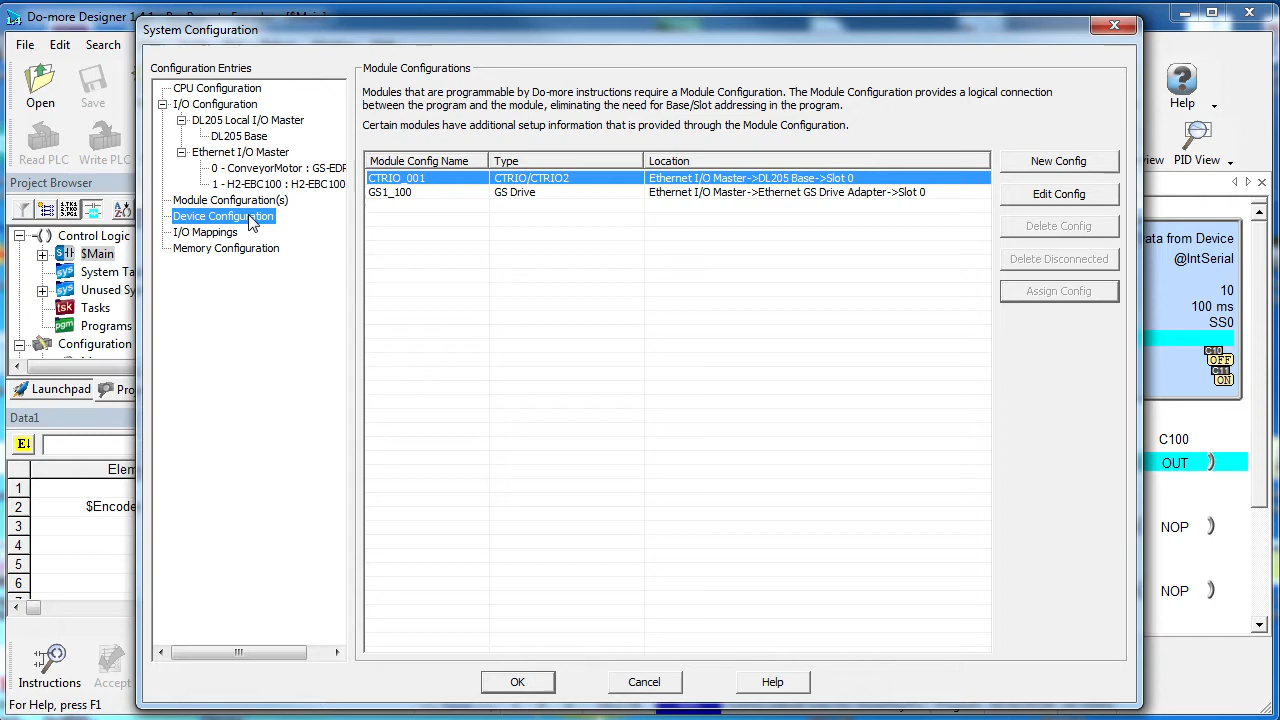 System Configuration
File Edit Search
Open Save
Read PLC Write PLC
Project Browser
Control Logic
$Main
System Ta
Unused Sy
Tasks
Programs
Configuration
Launchpad
Data1
Elem
1
2 $Encode
3
4
5
6
Instructions Accept
For Help, press F1
Configuration Entries
CPU Configuration
I/O Configuration
DL205 Local I/O Master
DL205 Base
Ethernet I/O Master
0 - ConveyorMotor : GS-EDR
1 - H2-EBC100 : H2-EBC100
Module Configuration(s)
Device Configuration
I/O Mappings
Memory Configuration
Module Configurations
Modules that are programmable by Do-more instructions require a Module Configuration. The Module Configuration provides a logical connection
between the program and the module, eliminating the need for Base/Slot addressing in the program.
Certain modules have additional setup information that is provided through the Module Configuration.
Module Config Name Type Location
CTRIO_001 CTRIO/CTRIO2 Ethernet I/O Master->DL205 Base->Slot 0
GS1_100 GS Drive Ethernet I/O Master->Ethernet GS Drive Adapter->Slot 0
New Config
Edit Config
Delete Config
Delete Disconnected
Assign Config
OK Cancel Help
Help
view PID View
ata from Device
@IntSerial
10
100 ms
SS0
C10
OFF
C11
ON
C100
OUT
NOP
NOP